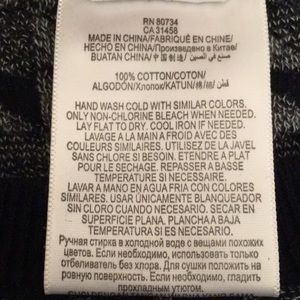 RN 80734
CA 31458
MADE IN CHINA/FABRIQUÉ EN CHINE/
HECHO EN CHINA/Произведено в Китае/
BUATAN CHINA/中国制造/صنع في الصين
100% COTTON/COTON/
ALGODÓN/Хлопок/KATUN/棉/قطن
HAND WASH COLD WITH SIMILAR COLORS.
ONLY NON-CHLORINE BLEACH WHEN NEEDED.
LAY FLAT TO DRY. COOL IRON IF NEEDED.
LAVAGE A LA MAIN A FROID AVEC DES
COULEURS SIMILAIRES. UTILISEZ DE LA JAVEL
SANS CHLORE SI BESOIN. ETENDRE A PLAT
POUR LE SECHAGE. REPASSER A BASSE
TEMPERATURE SI NECESSAIRE.
LAVAR A MANO EN AGUA FRIA CON COLORES
SIMILARES. USAR ÚNICAMENTE BLANQUEADOR
SIN CLORO CUANDO NECESARIO. SECAR EN
SUPERFICIE PLANA. PLANCHA A BAJA
TEMPERATURA SI ES NECESARIO.
Ручная стирка в холодной воде с вещами похожих
цветов. Если необходимо, использовать только
отбеливатель без хлора. Для сушки положить на
ровную поверхность. Если необходимо, гладить
прохладным утюгом.